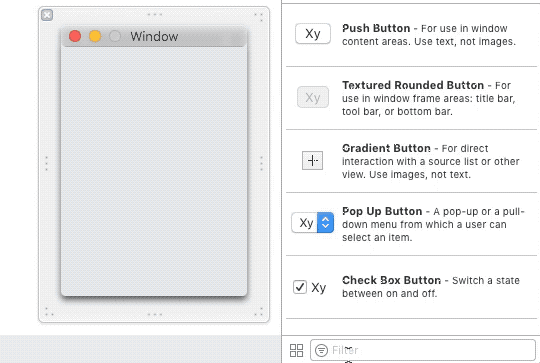 Window
Xy
Push Button - For use in window
content areas. Use text, not images.
Xy
Textured Rounded Button - For
use in window frame areas: title bar,
tool bar, or bottom bar.
Gradient Button - For direct
interaction with a source list or other
view. Use images, not text.
Xy
Pop Up Button - A pop-up or a pull-
down menu from which a user can
select an item.
Xy
Check Box Button - Switch a state
between on and off.
Filter